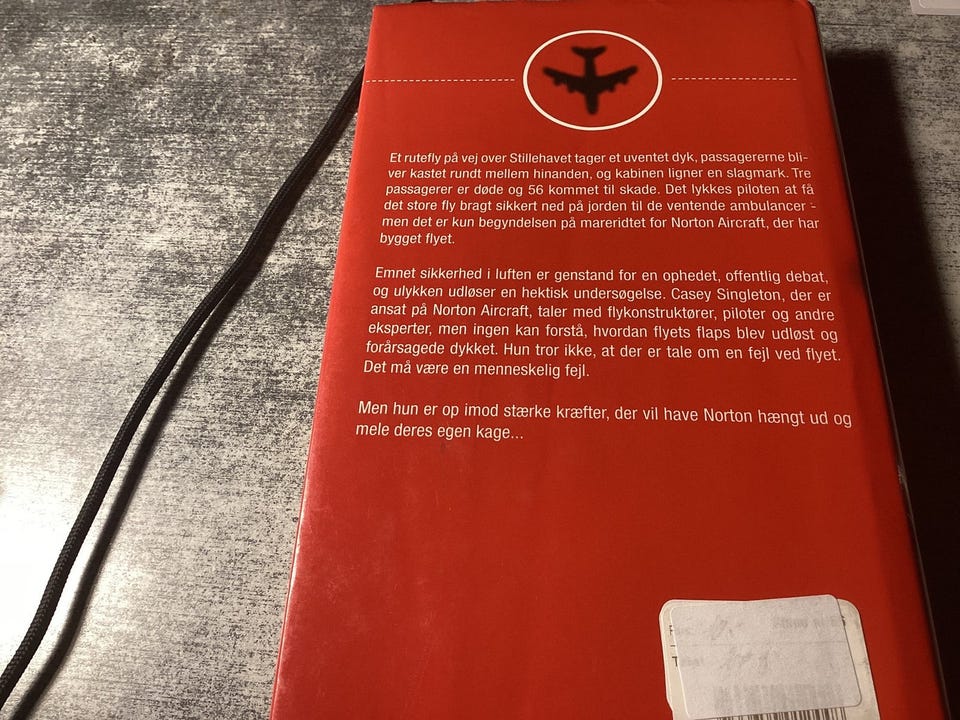 Et rutefly på vej over Stillehavet tager et uventet dyk, passagererne bli-
ver kastet rundt mellem hinanden, og kabinen ligner en slagmark. Tre
passagerer er døde og 56 kommet til skade. Det lykkes piloten at få
det store fly bragt sikkert ned på jorden til de ventende ambulancer -
men det er kun begyndelsen på mareridtet for Norton Aircraft, der har
bygget flyet.
Emnet sikkerhed i luften er genstand for en ophedet, offentlig debat,
og ulykken udløser en hektisk undersøgelse. Casey Singleton, der er
ansat på Norton Aircraft, taler med flykonstruktører, piloter og andre
eksperter, men ingen kan forstå, hvordan flyets flaps blev udløst og
forårsagede dykket. Hun tror ikke, at der er tale om en fejl ved flyet.
Det må være en menneskelig fejl.
Men hun er op imod stærke kræfter, der vil have Norton hængt ud og
mele deres egen kage...